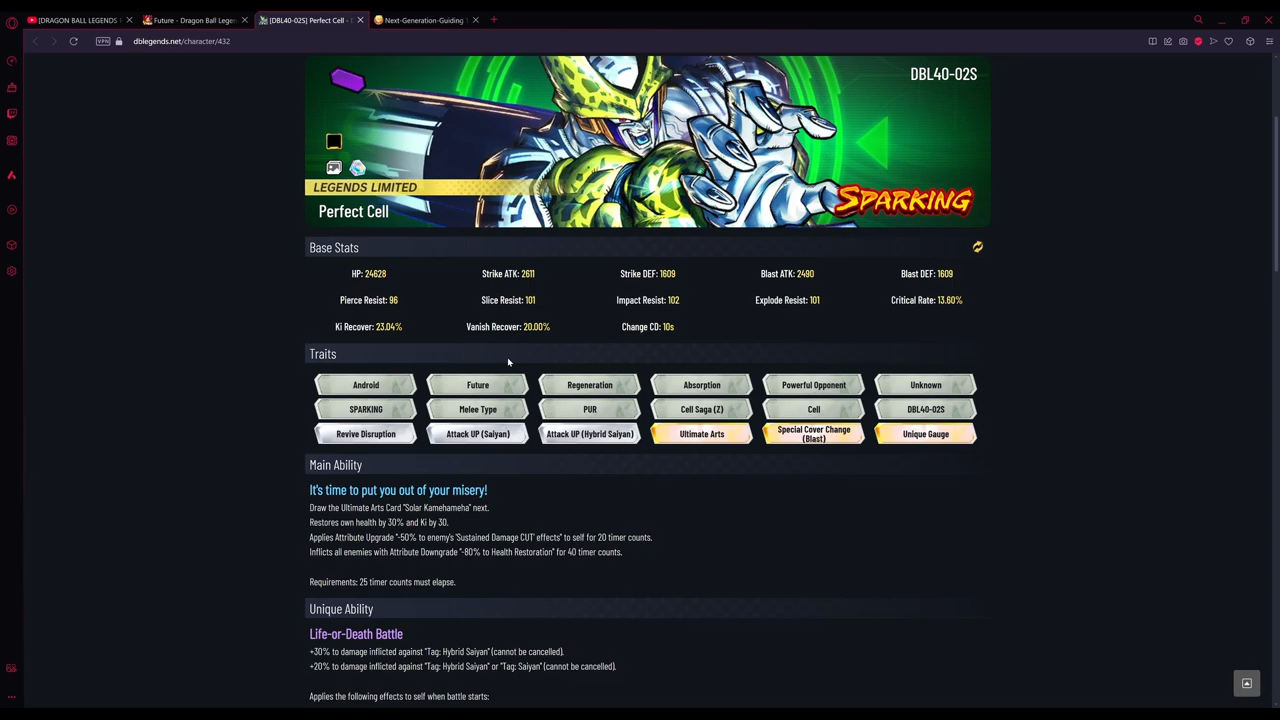 [DRAGON BALL LEGENDS
Future - Dragon Ball Legen
[DBL40-02S] Perfect Cell - D
Next-Generation-Guiding
VPN
dblegends.net/character/432
DBL40-02S
LEGENDS LIMITED
Perfect Cell
SPARKING
Base Stats
HP: 24628
Strike ATK: 2611
Strike DEF: 1609
Blast ATK: 2490
Blast DEF: 1609
Pierce Resist: 96
Slice Resist: 101
Impact Resist: 102
Explode Resist: 101
Critical Rate: 13.60%
Ki Recover: 23.04%
Vanish Recover: 20.00%
Change CD: 10s
Traits
Android
Future
Regeneration
Absorption
Powerful Opponent
Unknown
SPARKING
Melee Type
PUR
Cell Saga (Z)
Cell
DBL40-02S
Revive Disruption
Attack UP (Saiyan)
Attack UP (Hybrid Saiyan)
Ultimate Arts
Special Cover Change
(Blast)
Unique Gauge
Main Ability
It's time to put you out of your misery!
Draw the Ultimate Arts Card "Solar Kamehameha" next.
Restores own health by 30% and Ki by 30.
Applies Attribute Upgrade "-50% to enemy's 'Sustained Damage CUT' effects" to self for 20 timer counts.
Inflicts all enemies with Attribute Downgrade "-80% to Health Restoration" for 40 timer counts.
Requirements: 25 timer counts must elapse.
Unique Ability
Life-or-Death Battle
+30% to damage inflicted against "Tag: Hybrid Saiyan" (cannot be cancelled).
+20% to damage inflicted against "Tag: Hybrid Saiyan" or "Tag: Saiyan" (cannot be cancelled).
Applies the following effects to self when battle starts: